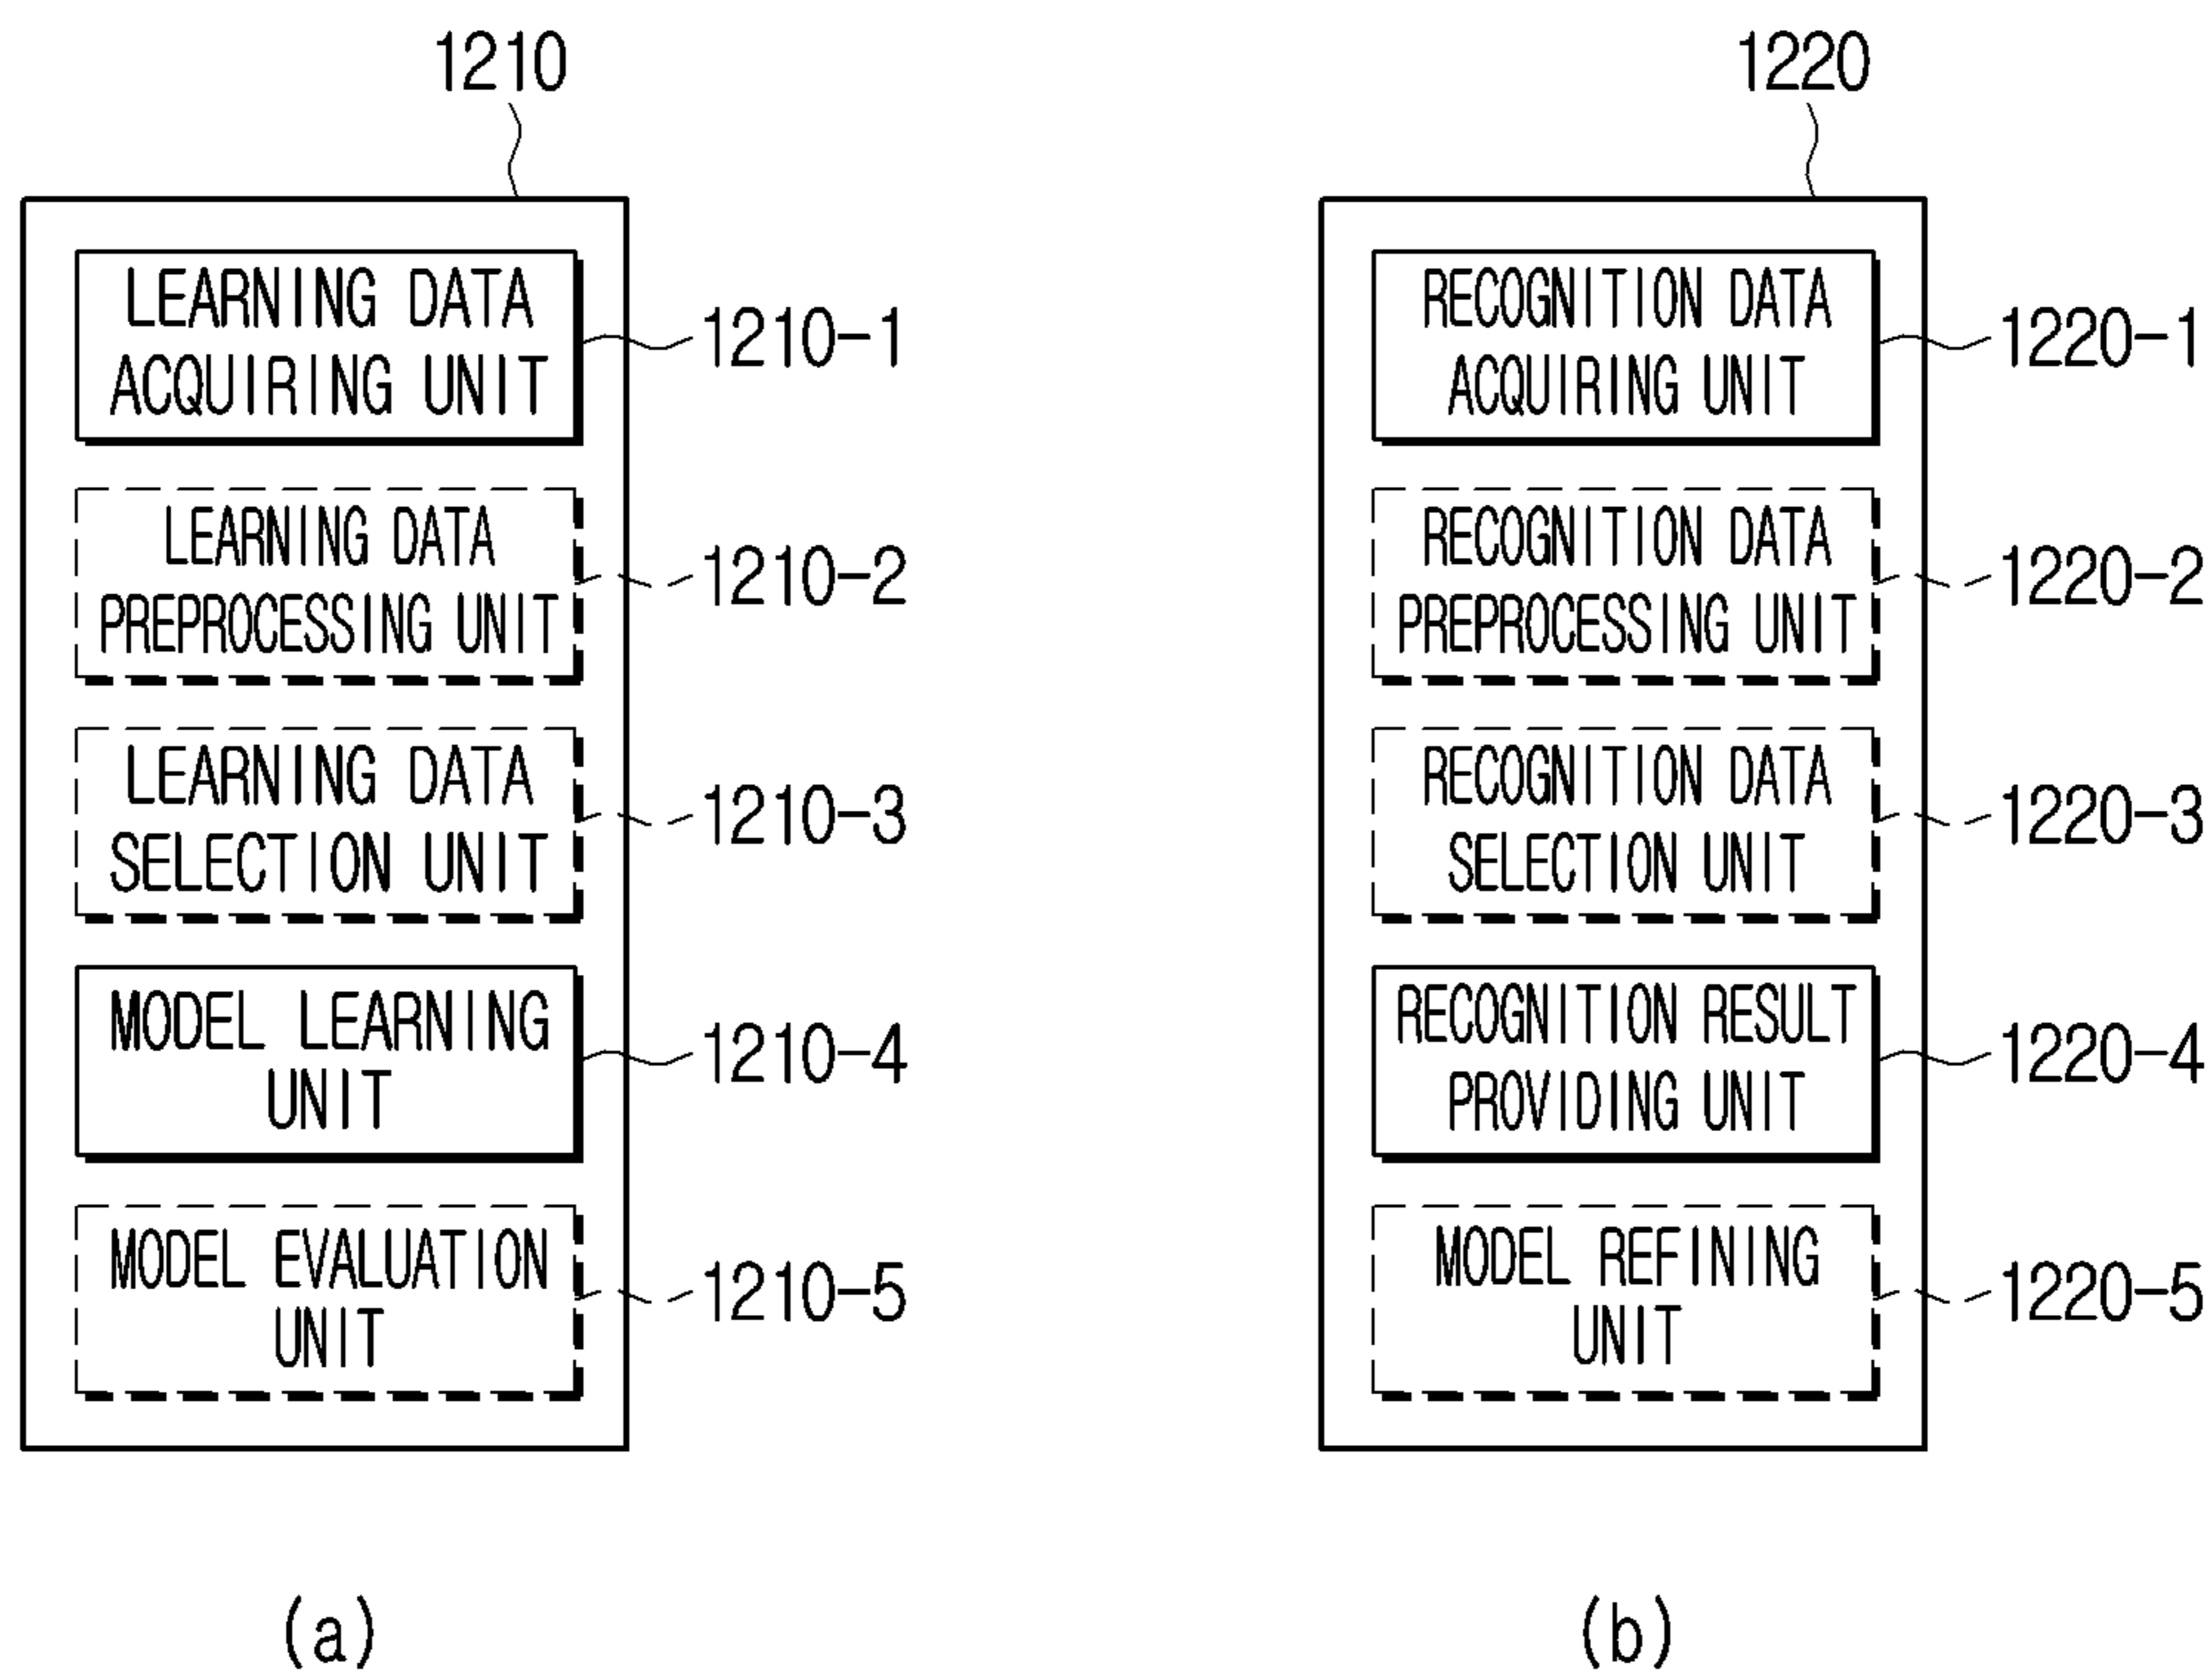 1210
LEARNING DATA
ACQUIRING UNIT
1210-1
LEARNING DATA
PREPROCESSING UNIT
1210-2
LEARNING DATA
SELECTION UNIT
1210-3
MODEL LEARNING
UNIT
1210-4
MODEL EVALUATION
UNIT
1210-5
(a)
1220
RECOGNITION DATA
ACQUIRING UNIT
1220-1
RECOGNITION DATA
PREPROCESSING UNIT
1220-2
RECOGNITION DATA
SELECTION UNIT
1220-3
RECOGNITION RESULT
PROVIDING UNIT
1220-4
MODEL REFINING
UNIT
1220-5
(b)